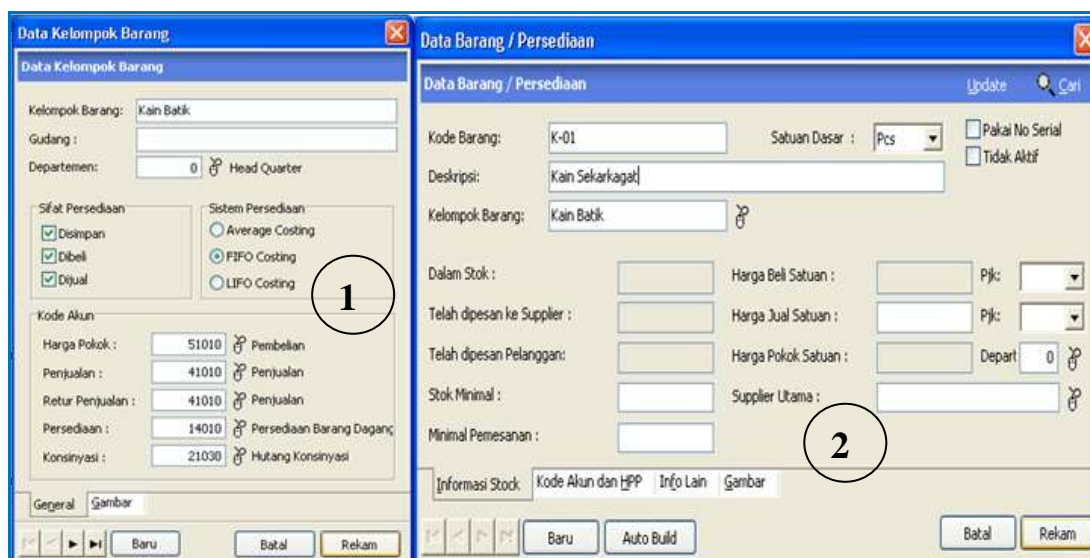 Data Kelompok Barang
Data Kelompok Barang
Kelompok Barang: Kain Batik
Gudang :
Departemen: 0 Head Quarter
Sifat Persediaan Sistem Persediaan
Disimpan Average Costing
Dibeli FIFO Costing
Dijual LIFO Costing
1
Kode Akun
Harga Pokok : 51010 Pembelian
Penjualan : 41010 Penjualan
Retur Penjualan : 41010 Penjualan
Persediaan : 14010 Persediaan Barang Dagang
Konsinyasi : 21030 Hutang Konsinyasi
General Gambar
Baru Batal Rekam
Data Barang / Persediaan
Data Barang / Persediaan Update Cari
Kode Barang: K-01 Satuan Dasar : Pcs Pakai No Serial
Tidak Aktif
Deskripsi: Kain Sekarkagat
Kelompok Barang: Kain Batik
Dalam Stok : Harga Beli Satuan : Pjk:
Telah dipesan ke Supplier : Harga Jual Satuan : Pjk:
Telah dipesan Pelanggan: Harga Pokok Satuan : Depart 0
Stok Minimal : Supplier Utama :
Minimal Pemesanan :
2
Informasi Stock Kode Akun dan HPP Info Lain Gambar
Baru Auto Build Batal Rekam